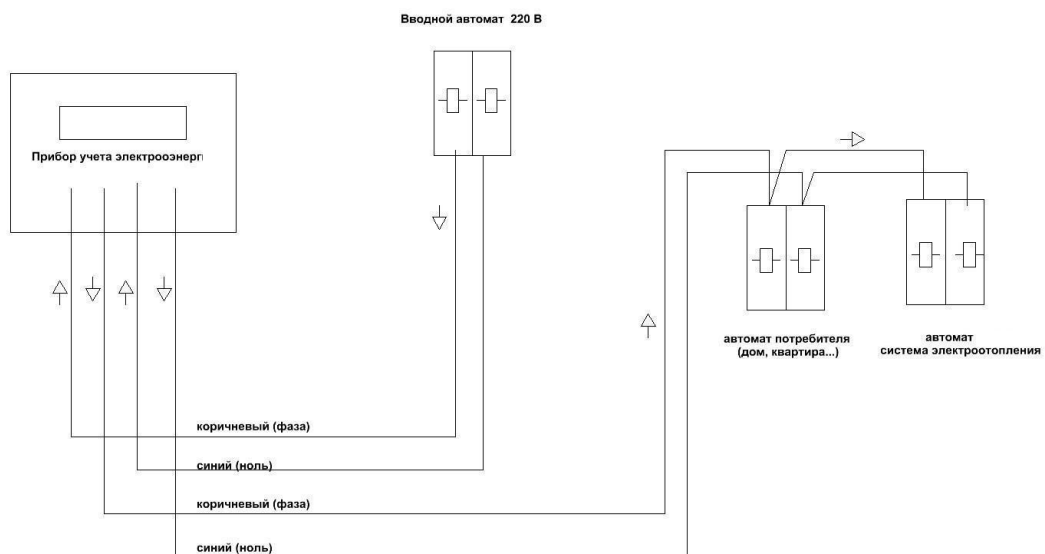 Вводной автомат 220 В
Прибор учета электрооэнерг
автомат потребителя
(дом, квартира...)
автомат
система электроотопления
коричневый (фаза)
синий (ноль)
коричневый (фаза)
синий (ноль)